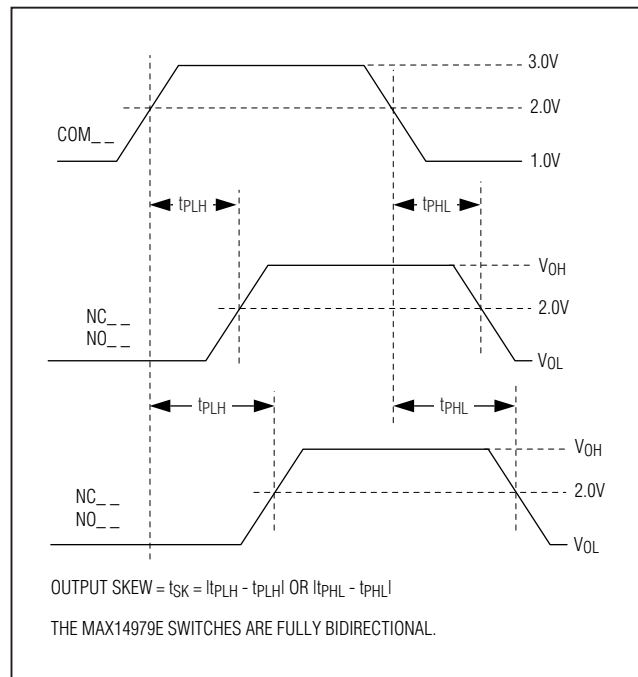 3.0V
2.0V
COM_ _
1.0V
tPLH
tPHL
VOH
NC_ _
2.0V
NO_ _
VOL
tPLH
tPHL
VOH
NC_ _
2.0V
NO_ _
VOL
OUTPUT SKEW = tSK = |tPLH - tPLH| OR |tPHL - tPHL|
THE MAX14979E SWITCHES ARE FULLY BIDIRECTIONAL.